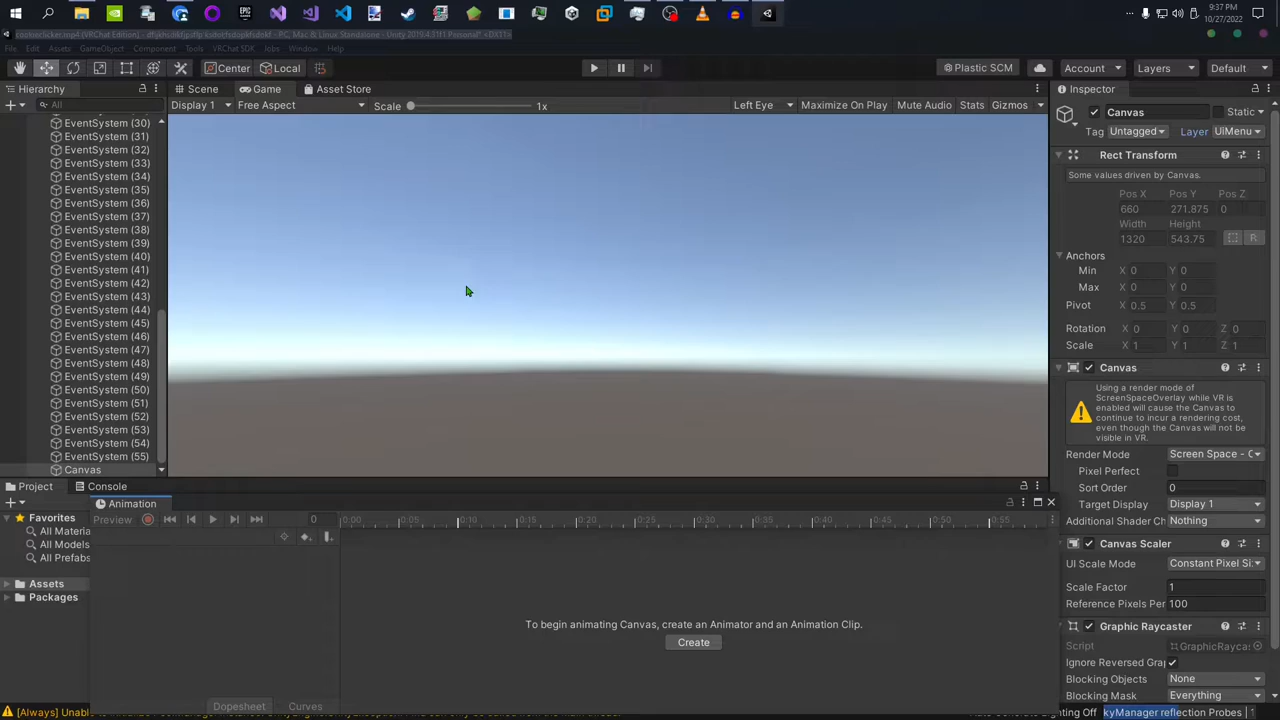 9:37 PM
10/27/2022
cookieclicker.mp4 (VRChat Edition) - PC, Mac & Linux Standalone - Unity 2019.4.31f1 Personal* <DX11>
File Edit Assets GameObject Component Tools VRChat SDK Jobs Window Help
Center Local Plastic SCM Account Layers Default
Hierarchy Scene Game Asset Store Inspector
All Display 1 Free Aspect Scale 1x Left Eye Maximize On Play Mute Audio Stats Gizmos
EventSystem (30)
EventSystem (31)
EventSystem (32)
EventSystem (33)
EventSystem (34)
EventSystem (35)
EventSystem (36)
EventSystem (37)
EventSystem (38)
EventSystem (39)
EventSystem (40)
EventSystem (41)
EventSystem (42)
EventSystem (43)
EventSystem (44)
EventSystem (45)
EventSystem (46)
EventSystem (47)
EventSystem (48)
EventSystem (49)
EventSystem (50)
EventSystem (51)
EventSystem (52)
EventSystem (53)
EventSystem (54)
EventSystem (55)
Canvas
Canvas Static
Tag Untagged Layer UiMenu
Rect Transform
Some values driven by Canvas.
Pos X Pos Y Pos Z
660 271.875 0
Width Height
1320 543.75 R
Anchors
Min X 0 Y 0
Max X 0 Y 0
Pivot X 0.5 Y 0.5
Rotation X 0 Y 0 Z 0
Scale X 1 Y 1 Z 1
Canvas
Using a render mode of
ScreenSpaceOverlay while VR is
enabled will cause the Canvas to
continue to incur a rendering cost,
even though the Canvas will not be
visible in VR.
Render Mode Screen Space - C
Pixel Perfect
Sort Order 0
Target Display Display 1
Additional Shader Ch Nothing
Canvas Scaler
UI Scale Mode Constant Pixel Si
Scale Factor 1
Reference Pixels Per 100
Graphic Raycaster
Script GraphicRaycas
Ignore Reversed Grap
Blocking Objects None
Blocking Mask Everything
Project Console
Animation
Preview 0 0:00 0:05 0:10 0:15 0:20 0:25 0:30 0:35 0:40 0:45 0:50 0:55
Favorites
All Materia
All Models
All Prefabs
Assets
Packages
To begin animating Canvas, create an Animator and an Animation Clip.
Create
Dopesheet Curves
[Always] Unable
kyManager reflection Probes | 1